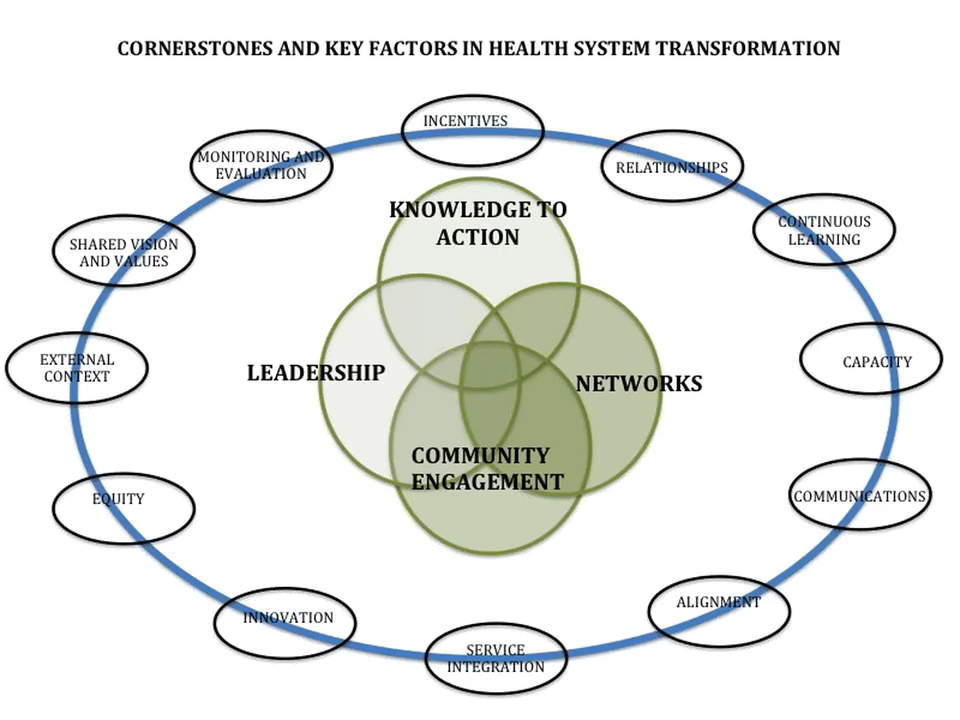 CORNERSTONES AND KEY FACTORS IN HEALTH SYSTEM TRANSFORMATION
INCENTIVES
MONITORING AND
EVALUATION
RELATIONSHIPS
KNOWLEDGE TO
ACTION
CONTINUOUS
LEARNING
SHARED VISION
AND VALUES
EXTERNAL
CONTEXT
LEADERSHIP
NETWORKS
CAPACITY
COMMUNITY
ENGAGEMENT
EQUITY
COMMUNICATIONS
INNOVATION
ALIGNMENT
SERVICE
INTEGRATION